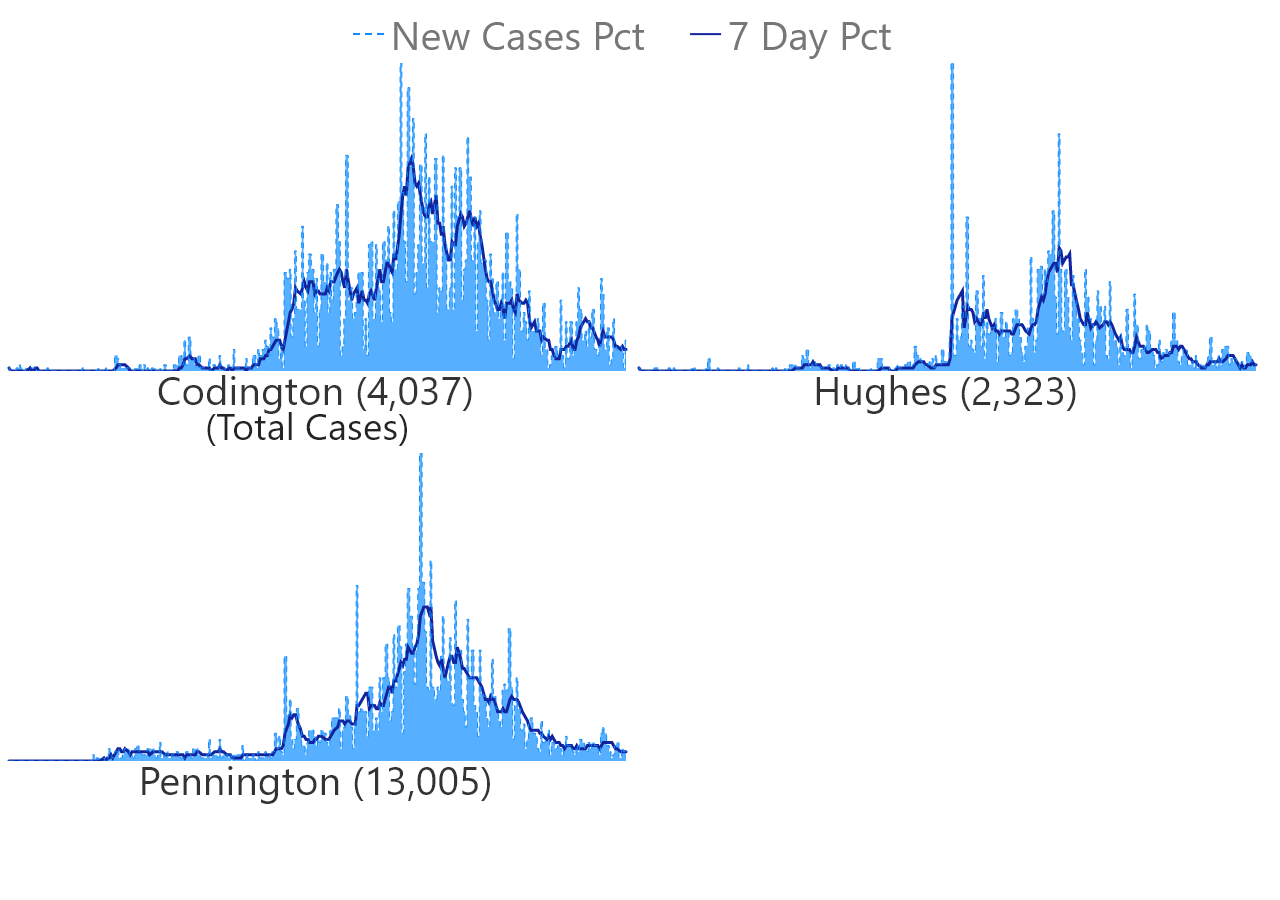 New Cases Pct 7 Day Pct
Codington (4,037) Hughes (2,323)
(Total Cases)
Pennington (13,005)